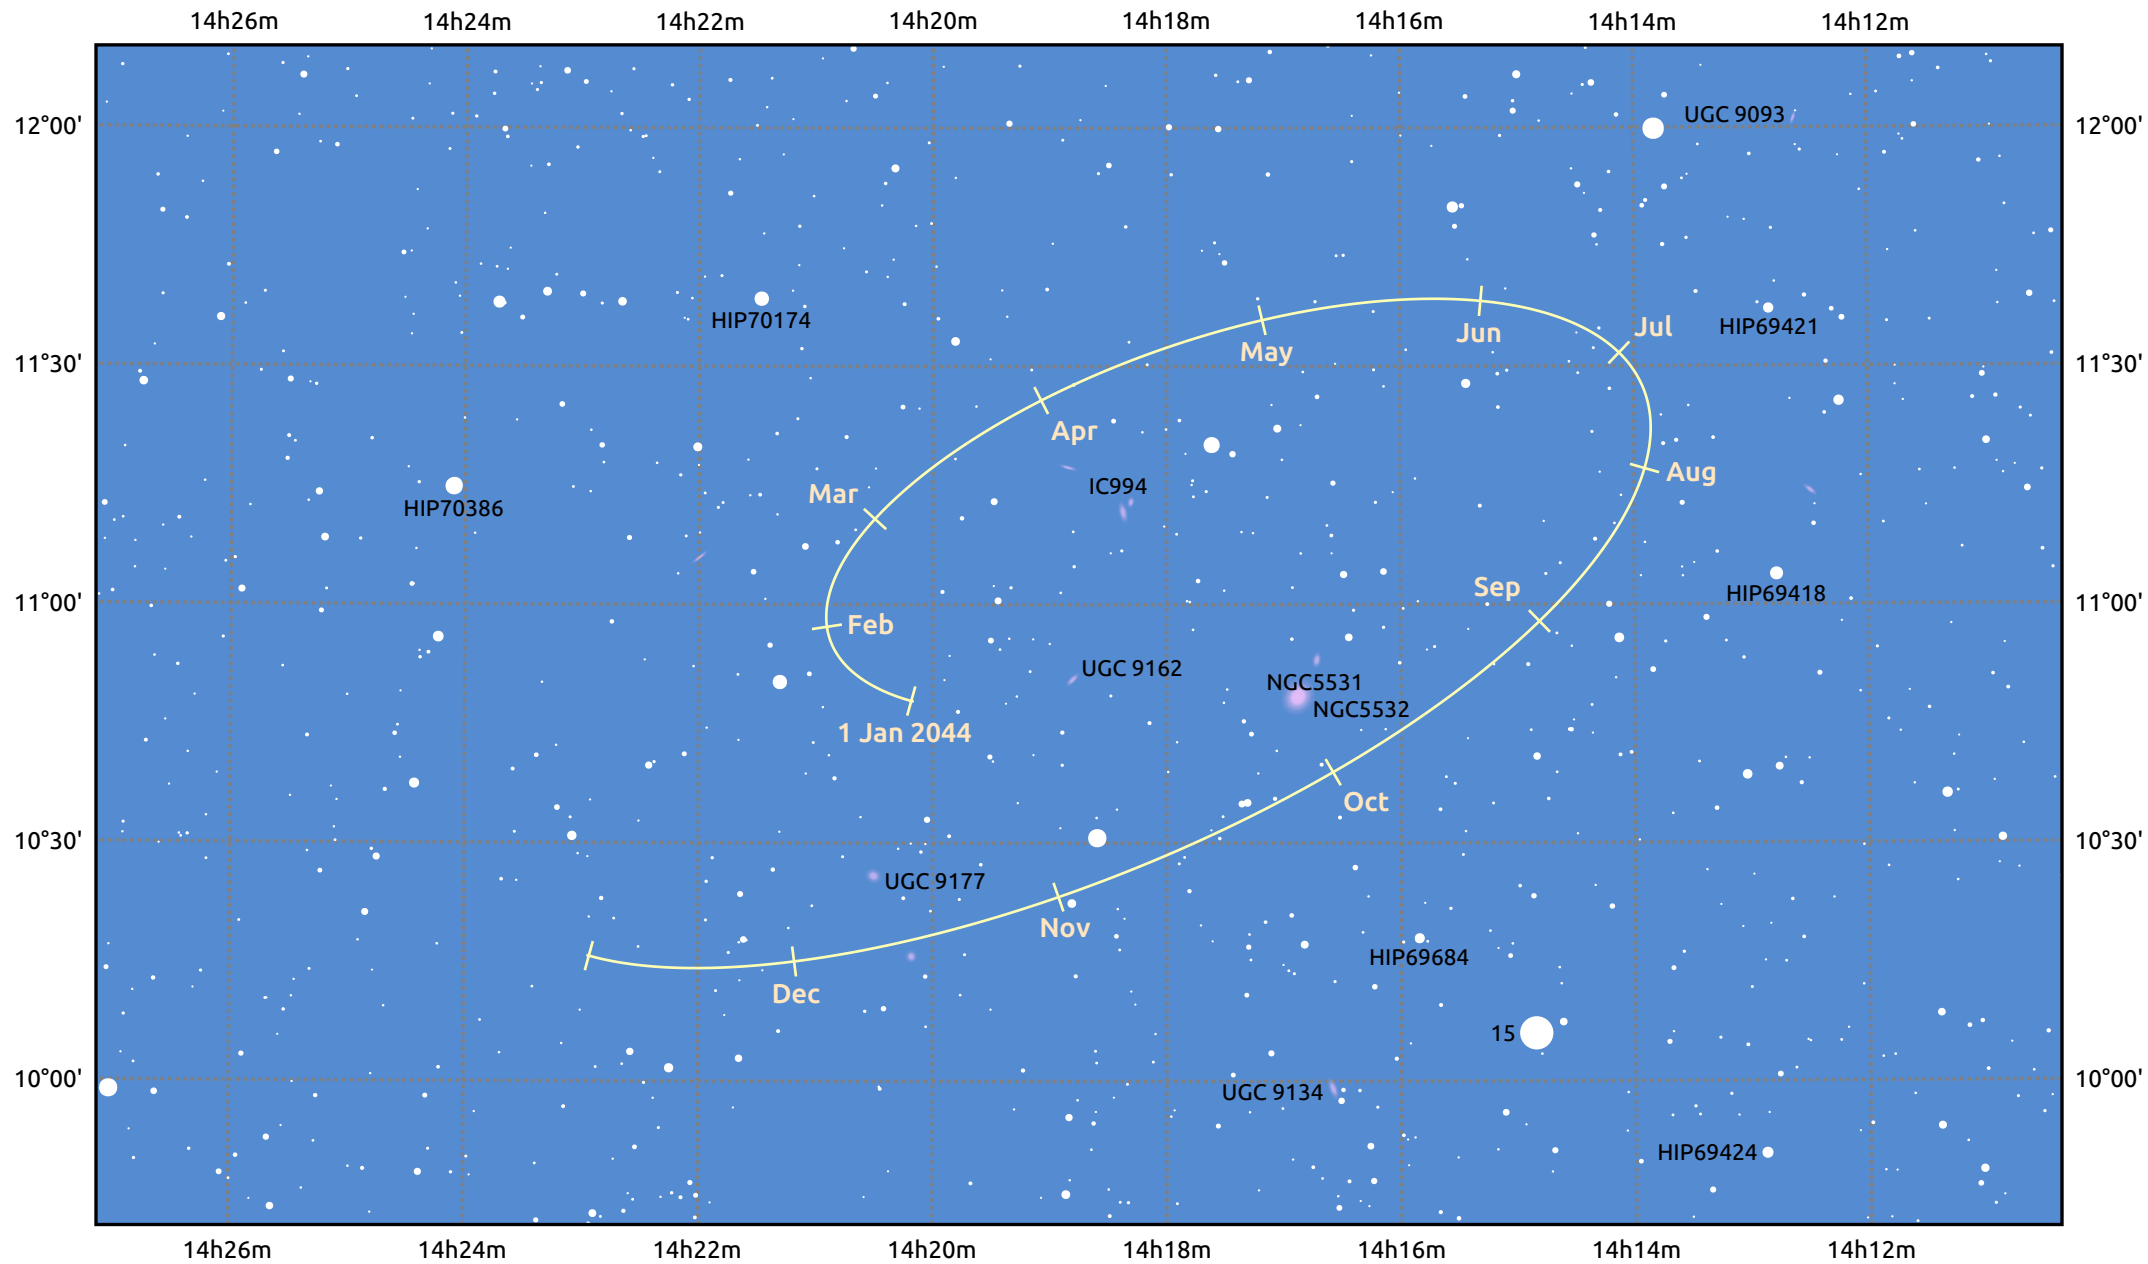 14h26m 14h24m 14h22m 14h20m 14h18m 14h16m 14h14m 14h12m
UGC 9093
12°00' 12°00'
HIP70174
HIP69421
Jul
Jun
May
11°30' 11°30'
Apr
Aug
IC994
Mar
HIP70386
Sep
HIP69418
11°00' 11°00'
Feb
UGC 9162
NGC5531
NGC5532
1 Jan 2044
Oct
10°30' 10°30'
UGC 9177
Nov
HIP69684
Dec
15
10°00' 10°00'
UGC 9134
HIP69424
14h26m 14h24m 14h22m 14h20m 14h18m 14h16m 14h14m 14h12m